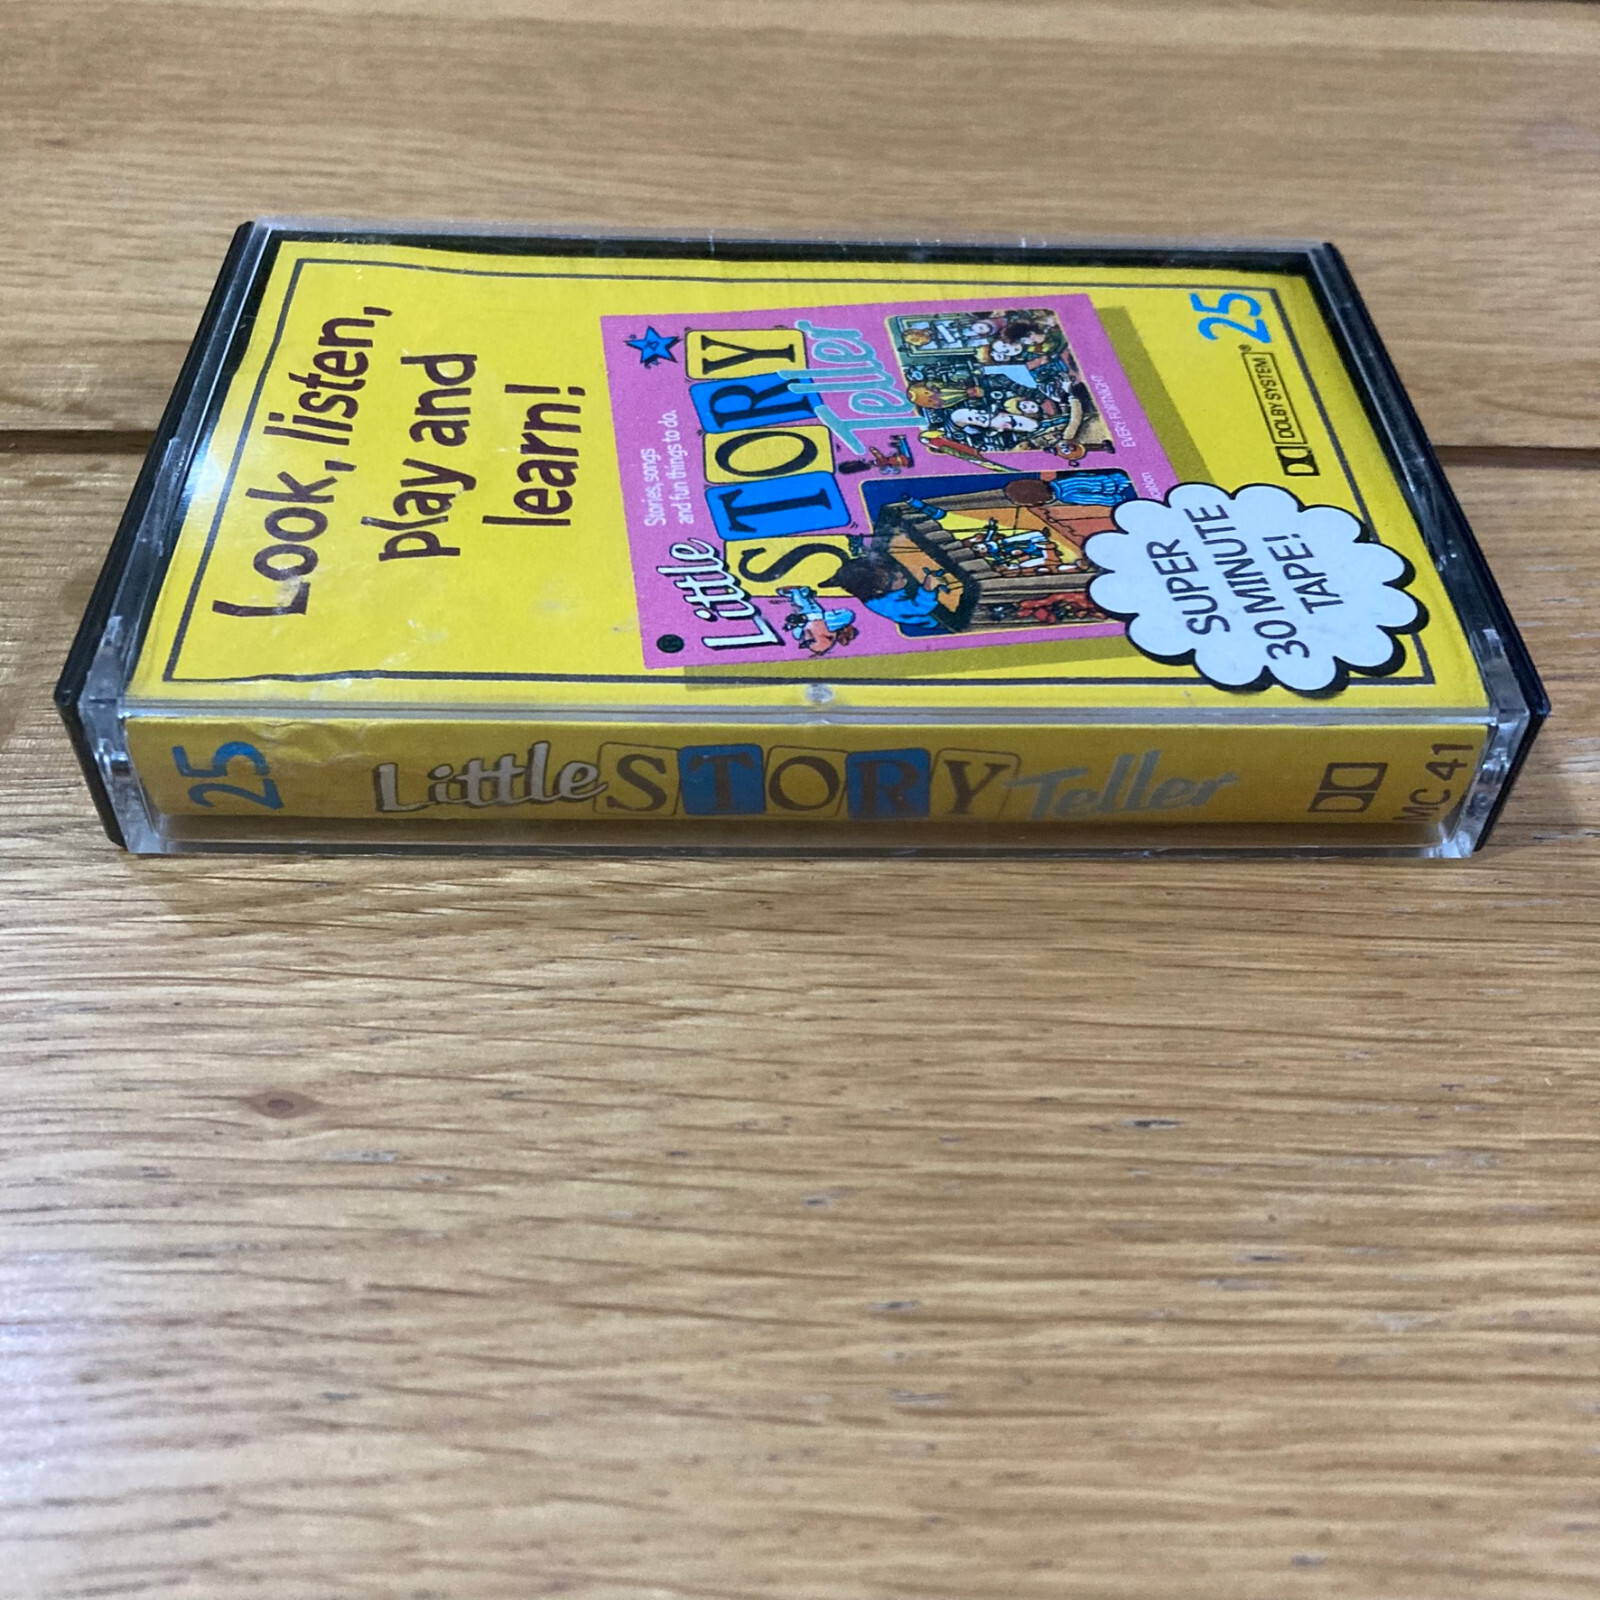 Look, listen,
play and
learn!
Stories, songs
and fun things to do.
Little
STORY
Teller
EVERY FORTNIGHT
SUPER
30 MINUTE
TAPE!
DOLBY SYSTEM®
25
25
Little STORY Teller
MC 41